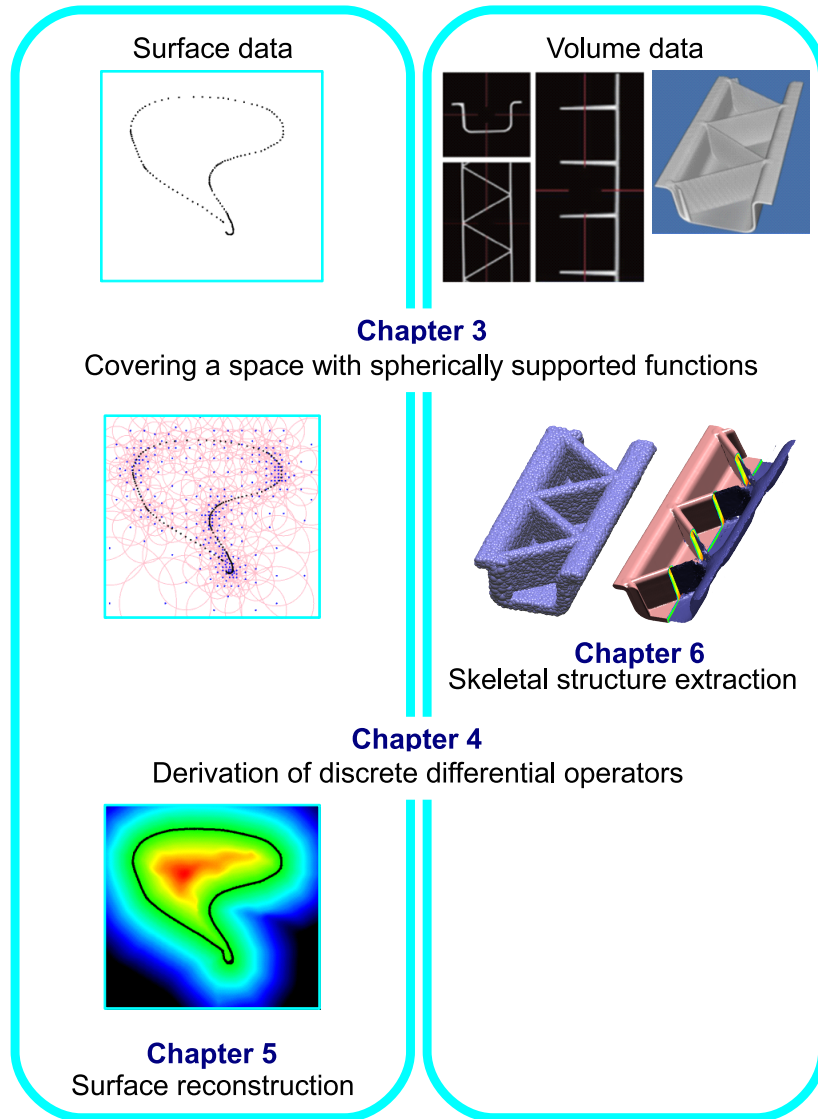 Surface data
Volume data
Chapter 3
Covering a space with spherically supported functions
Chapter 6
Skeletal structure extraction
Chapter 4
Derivation of discrete differential operators
Chapter 5
Surface reconstruction